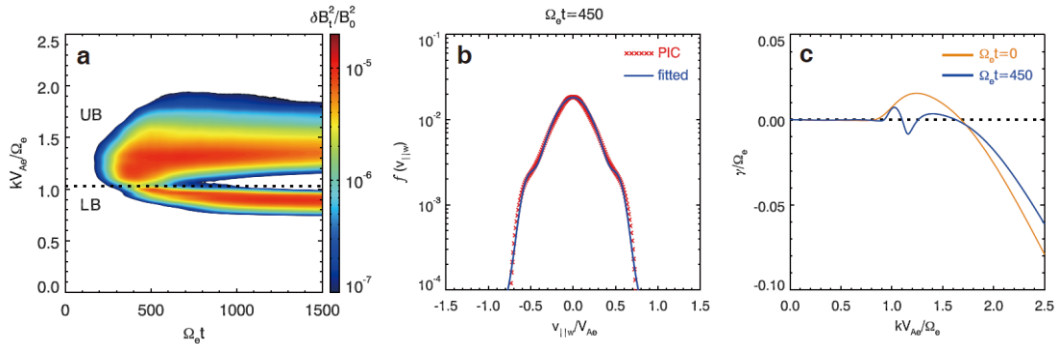 δB_t²/B_0²
a
UB
LB
kV_Ae/Ω_e
2.5
2.0
1.5
1.0
0.5
0.0
0
500
1000
1500
Ω_e t
10⁻⁵
10⁻⁶
10⁻⁷
Ω_e t=450
b
PIC
fitted
f (v_||w)
10⁻¹
10⁻²
10⁻³
10⁻⁴
-1.5
-1.0
-0.5
0.0
0.5
1.0
1.5
v_||w/V_Ae
c
Ω_e t=0
Ω_e t=450
γ/Ω_e
0.05
0.00
-0.05
-0.10
0.0
0.5
1.0
1.5
2.0
2.5
kV_Ae/Ω_e